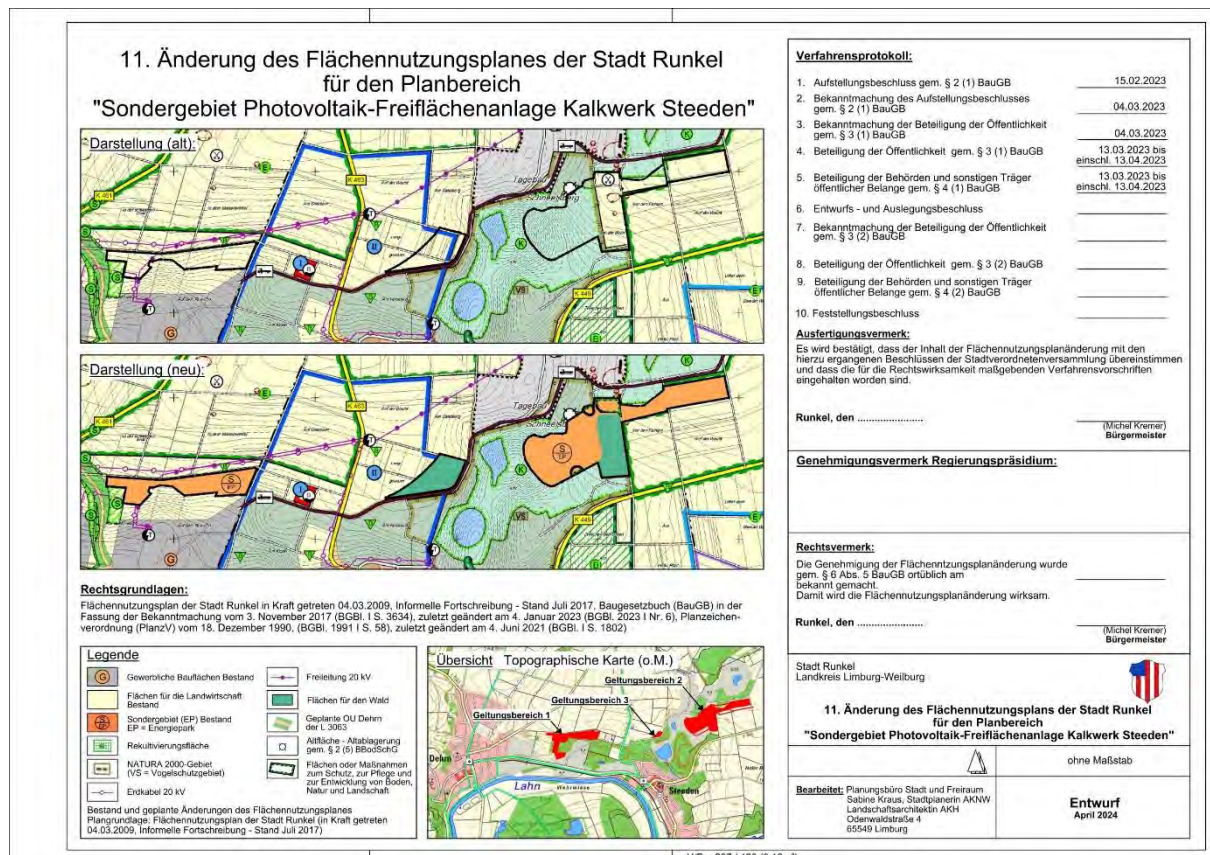 11. Änderung des Flächennutzungsplanes der Stadt Runkel
für den Planbereich
"Sondergebiet Photovoltaik-Freiflächenanlage Kalkwerk Steeden"
Darstellung (alt):
K 461
K 463
Tagebau
Schneelsberg
K 449
VS
Darstellung (neu):
K 461
K 463
Tagebau
Schneelsberg
K 449
VS
Rechtsgrundlagen:
Flächennutzungsplan der Stadt Runkel in Kraft getreten 04.03.2009, Informelle Fortschreibung - Stand Juli 2017, Baugesetzbuch (BauGB) in der
Fassung der Bekanntmachung vom 3. November 2017 (BGBl. I S. 3634), zuletzt geändert am 4. Januar 2023 (BGBl. 2023 I Nr. 6), Planzeichen-
verordnung (PlanzV) vom 18. Dezember 1990, (BGBl. 1991 I S. 58), zuletzt geändert am 4. Juni 2021 (BGBl. I S. 1802)
Legende
G Gewerbliche Bauflächen Bestand
Flächen für die Landwirtschaft
Bestand
S EP Sondergebiet (EP) Bestand
EP = Energiepark
Rekultivierungsfläche
NATURA 2000-Gebiet
(VS = Vogelschutzgebiet)
Erdkabel 20 kV
Freileitung 20 kV
Flächen für den Wald
Geplante OU Dehrn
der L 3063
Altfläche - Altablagerung
gem. § 2 (5) BBodSchG
Flächen oder Maßnahmen
zum Schutz, zur Pflege und
zur Entwicklung von Boden,
Natur und Landschaft
Bestand und geplante Änderungen des Flächennutzungsplanes
Plangrundlage: Flächennutzungsplan der Stadt Runkel (in Kraft getreten
04.03.2009, Informelle Fortschreibung - Stand Juli 2017)
Übersicht Topographische Karte (o.M.)
Geltungsbereich 2
Geltungsbereich 3
Geltungsbereich 1
Dehrn
Lahn
Steeden
Verfahrensprotokoll:
1. Aufstellungsbeschluss gem. § 2 (1) BauGB 15.02.2023
2. Bekanntmachung des Aufstellungsbeschlusses
gem. § 2 (1) BauGB 04.03.2023
3. Bekanntmachung der Beteiligung der Öffentlichkeit
gem. § 3 (1) BauGB 04.03.2023
4. Beteiligung der Öffentlichkeit gem. § 3 (1) BauGB 13.03.2023 bis
einschl. 13.04.2023
5. Beteiligung der Behörden und sonstigen Träger
öffentlicher Belange gem. § 4 (1) BauGB 13.03.2023 bis
einschl. 13.04.2023
6. Entwurfs - und Auslegungsbeschluss
7. Bekanntmachung der Beteiligung der Öffentlichkeit
gem. § 3 (2) BauGB
8. Beteiligung der Öffentlichkeit gem. § 3 (2) BauGB
9. Beteiligung der Behörden und sonstigen Träger
öffentlicher Belange gem. § 4 (2) BauGB
10. Feststellungsbeschluss
Ausfertigungsvermerk:
Es wird bestätigt, dass der Inhalt der Flächennutzungsplanänderung mit den
hierzu ergangenen Beschlüssen der Stadtverordnetenversammlung übereinstimmen
und dass die für die Rechtswirksamkeit maßgebenden Verfahrensvorschriften
eingehalten worden sind.
Runkel, den .......................
(Michel Kremer)
Bürgermeister
Genehmigungsvermerk Regierungspräsidium:
Rechtsvermerk:
Die Genehmigung der Flächenntzungsplanänderung wurde
gem. § 6 Abs. 5 BauGB ortüblich am
bekannt gemacht.
Damit wird die Flächennutzungsplanänderung wirksam.
Runkel, den .......................
(Michel Kremer)
Bürgermeister
Stadt Runkel
Landkreis Limburg-Weilburg
11. Änderung des Flächennutzungsplans der Stadt Runkel
für den Planbereich
"Sondergebiet Photovoltaik-Freiflächenanlage Kalkwerk Steeden"
ohne Maßstab
Bearbeitet: Planungsbüro Stadt und Freiraum
Sabine Kraus, Stadtplanerin AKNW
Landschaftsarchitektin AKH
Odenwaldstraße 4
65549 Limburg
Entwurf
April 2024